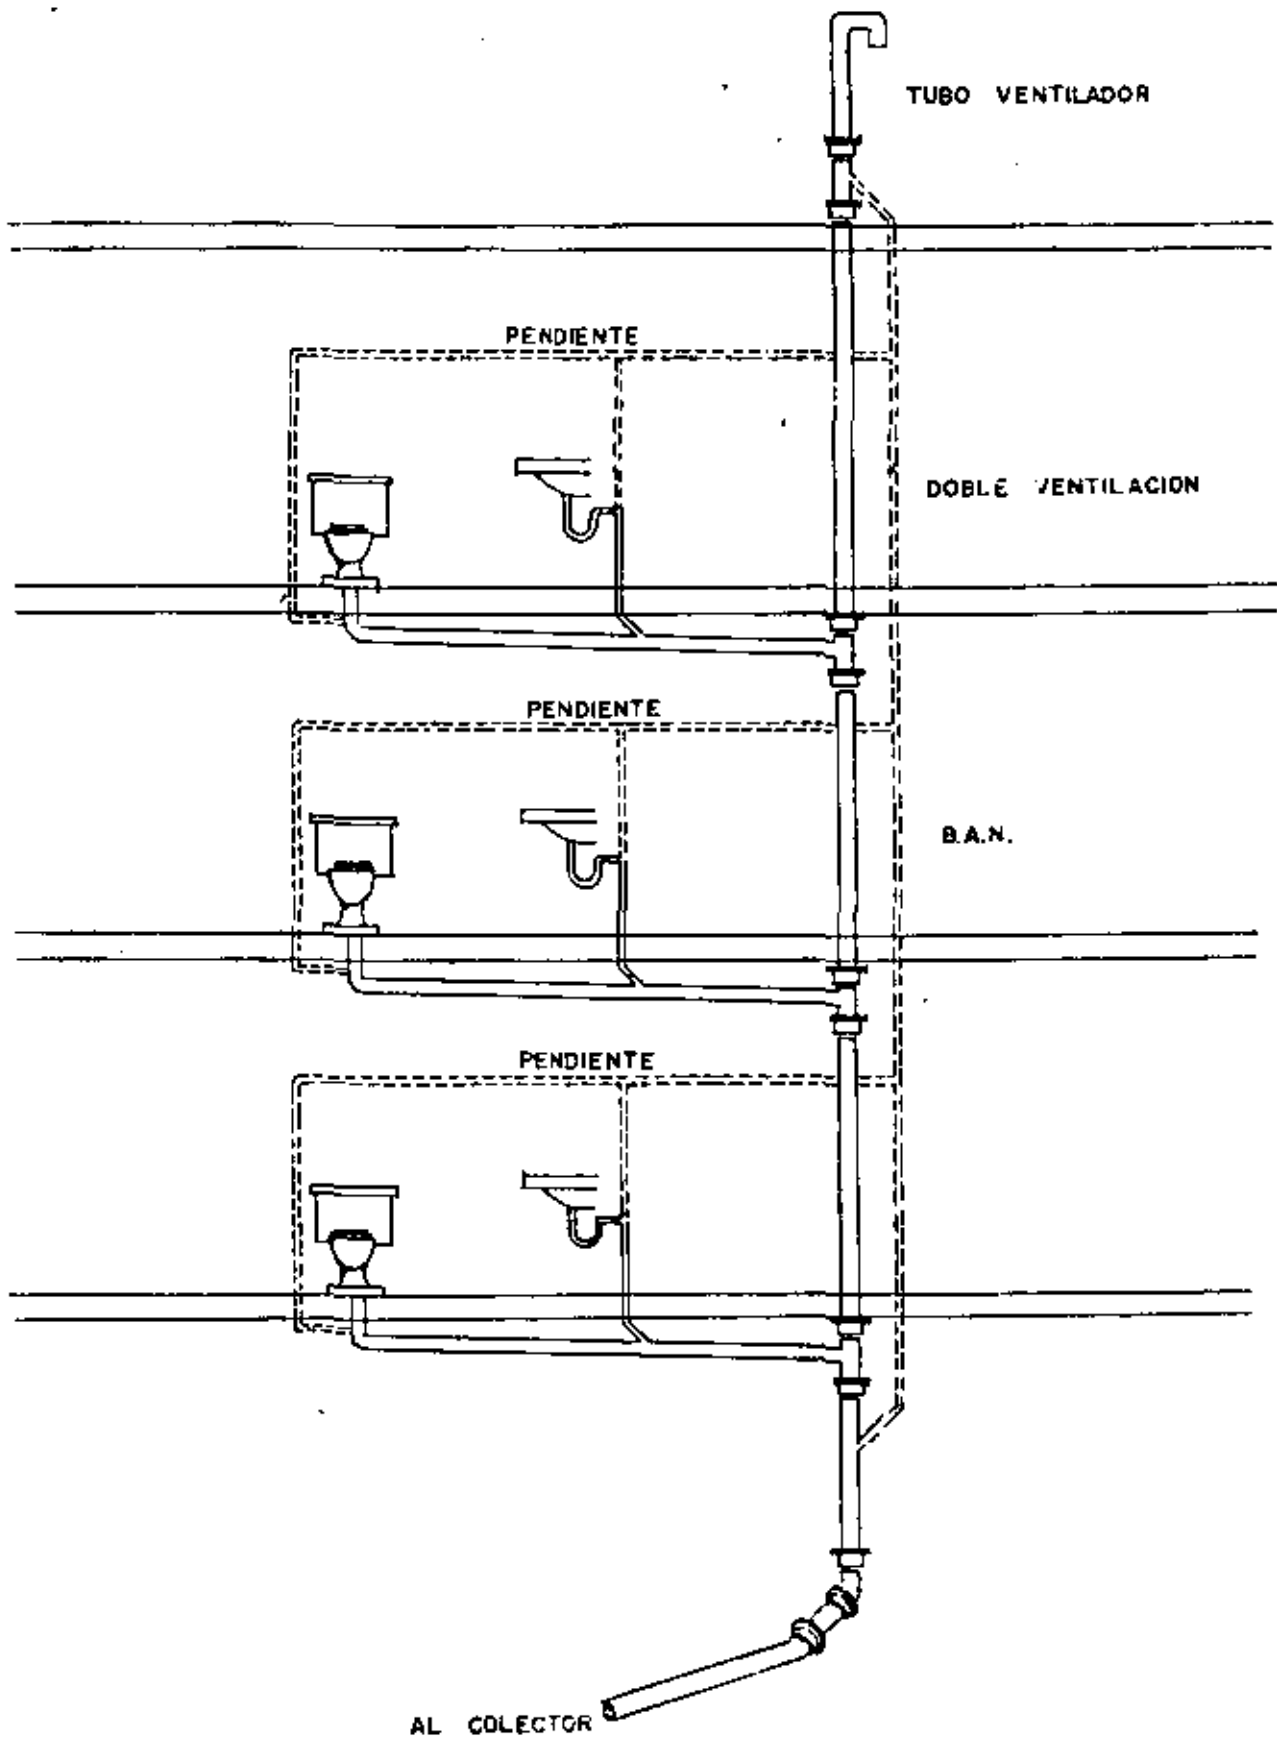 TUBO VENTILADOR
PENDIENTE
DOBLE VENTILACION
PENDIENTE
B.A.N.
PENDIENTE
AL COLECTOR